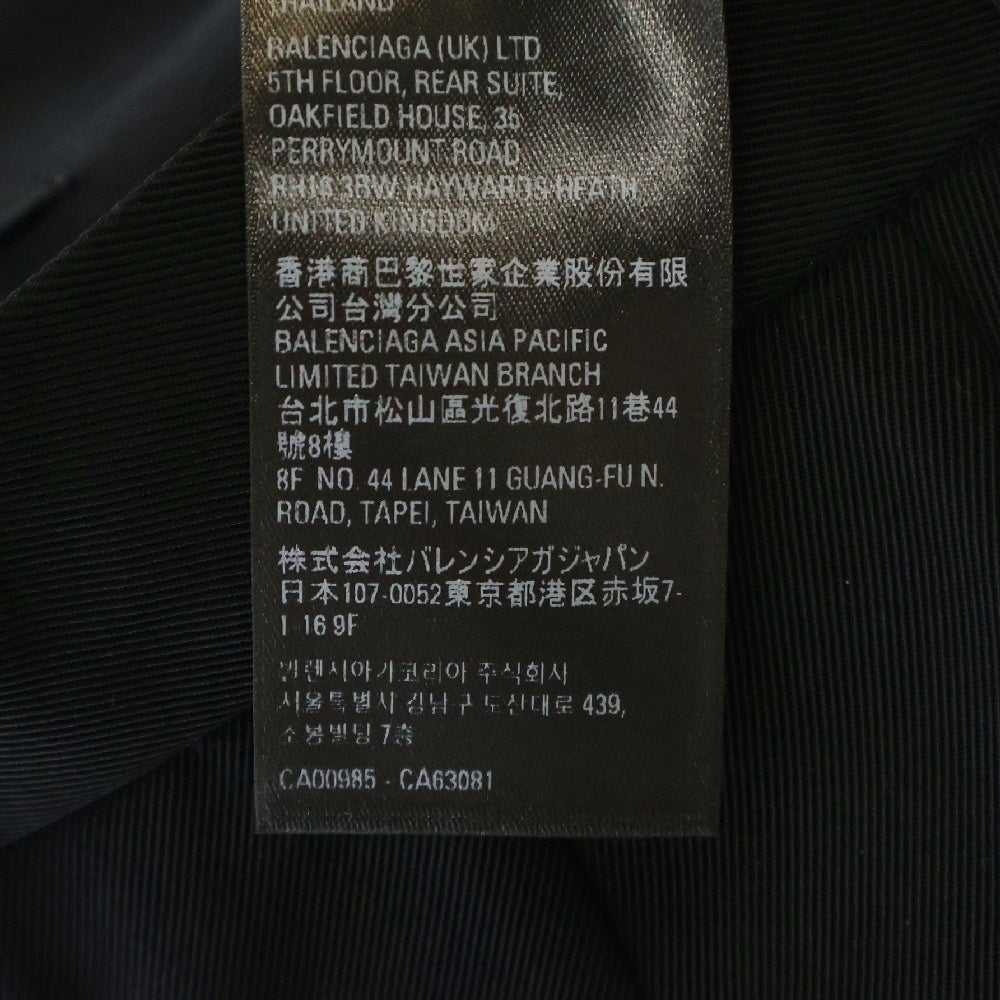 THAILAND
BALENCIAGA (UK) LTD
5TH FLOOR, REAR SUITE,
OAKFIELD HOUSE, 35
PERRYMOUNT ROAD
RH16 3BW HAYWARDS HEATH
UNITED KINGDOM
香港商巴黎世家企業股份有限
公司台灣分公司
BALENCIAGA ASIA PACIFIC
LIMITED TAIWAN BRANCH
台北市松山區光復北路11巷44
號8樓
8F NO. 44 LANE 11 GUANG-FU N.
ROAD, TAPEI, TAIWAN
株式会社バレンシアガジャパン
日本107-0052東京都港区赤坂7-
1 16 9F
발렌시아가코리아 주식회사
서울특별시 강남구 도산대로 439,
소봉빌딩 7층
CA00985 - CA63081